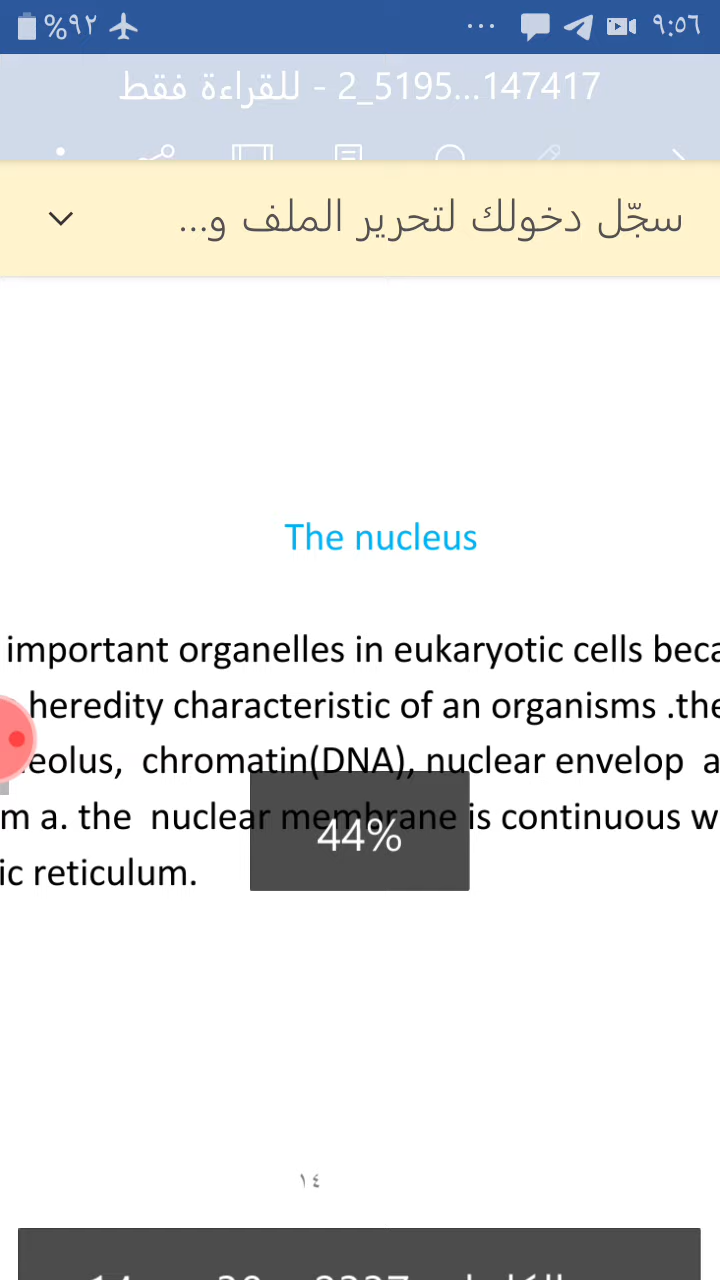 %٩٢ ... ٩:٥٦
2_5195...147417 - للقراءة فقط
سجّل دخولك لتحرير الملف و...
The nucleus
important organelles in eukaryotic cells beca
heredity characteristic of an organisms .the
eolus, chromatin(DNA), nuclear envelop a
m a. the nuclear membrane is continuous w
ic reticulum.
44%
١٤